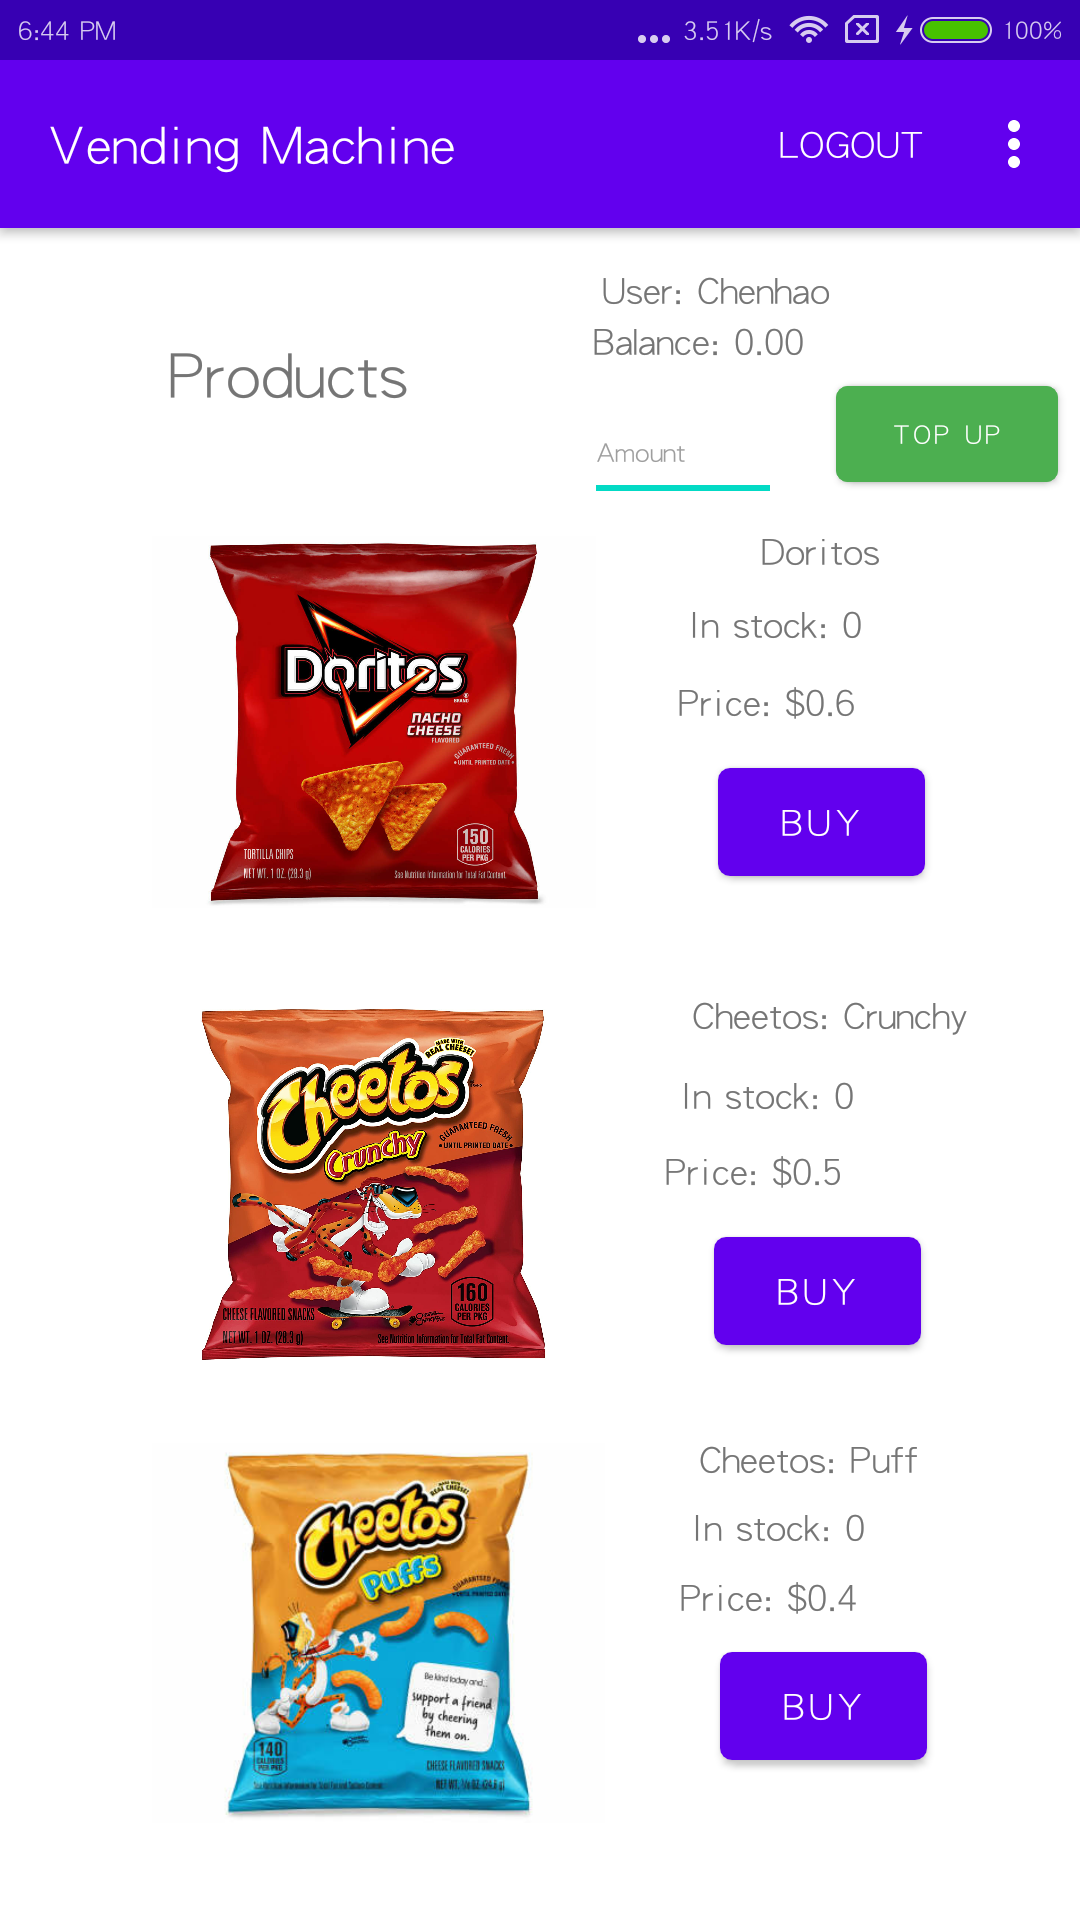 6:44 PM
... 3.51K/s 100%
Vending Machine
LOGOUT
User: Chenhao
Balance: 0.00
Products
Amount
TOP UP
Doritos
BRAND
NACHO
CHEESE
FLAVORED
GUARANTEED FRESH
UNTIL PRINTED DATE
150
CALORIES
PER PKG
TORTILLA CHIPS
NET WT. 1 OZ. (28.3 g)
See Nutrition Information for Total Fat Content
Doritos
In stock: 0
Price: $0.6
BUY
MADE WITH
REAL CHEESE!
Cheetos
Crunchy
GUARANTEED FRESH
UNTIL PRINTED DATE
160
CALORIES
PER PKG
CHEESE FLAVORED SNACKS
NET WT. 1 OZ. (28.3 g)
See Nutrition Information for Total Fat Content.
Cheetos: Crunchy
In stock: 0
Price: $0.5
BUY
MADE WITH
REAL CHEESE!
Cheetos
Puffs
GUARANTEED FRESH
UNTIL PRINTED DATE
Be kind today and...
support a friend
by cheering
them on.
140
CALORIES
PER PKG
CHEESE FLAVORED SNACKS
Cheetos: Puff
In stock: 0
Price: $0.4
BUY